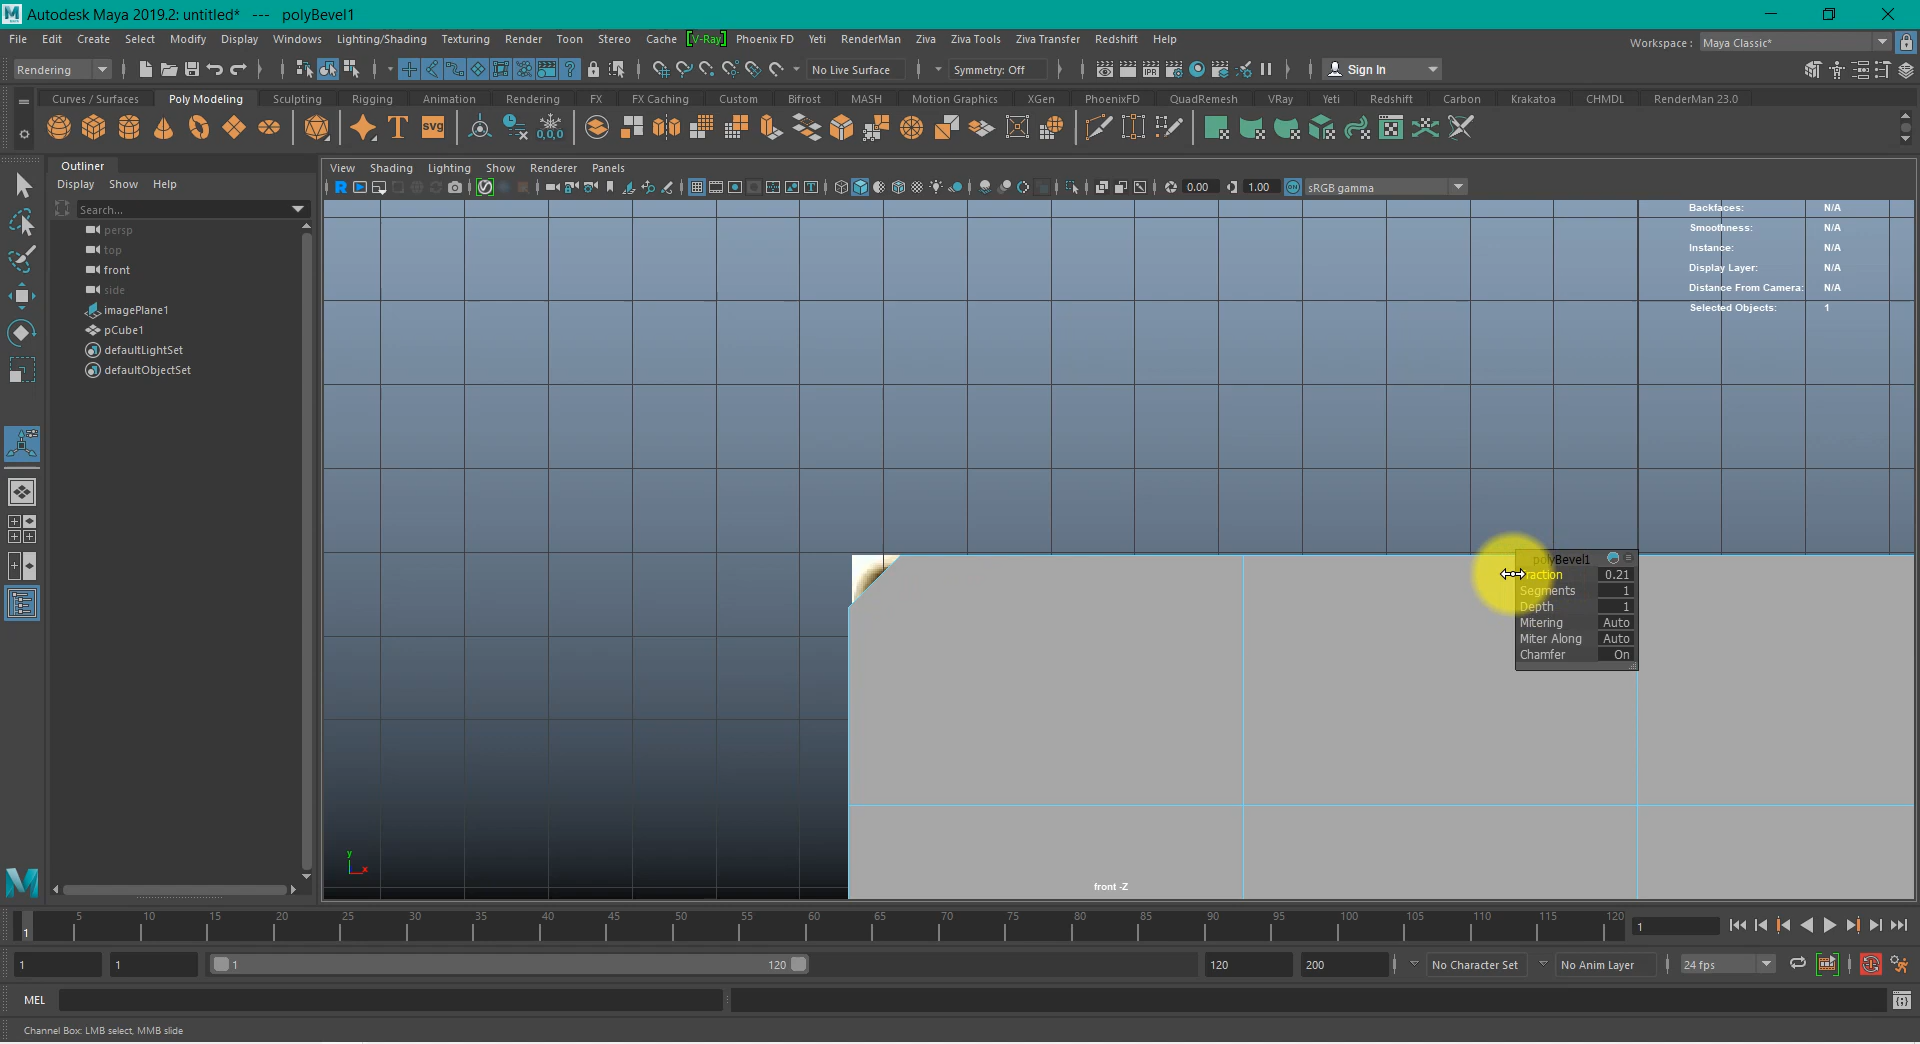 Autodesk Maya 2019.2: untitled* --- polyBevel1
File Edit Create Select Modify Display Windows Lighting/Shading Texturing Render Toon Stereo Cache [V-Ray] Phoenix FD Yeti RenderMan Ziva Ziva Tools Ziva Transfer Redshift Help
Workspace : Maya Classic*
Rendering No Live Surface Symmetry: Off Sign In
Curves / Surfaces Poly Modeling Sculpting Rigging Animation Rendering FX FX Caching Custom Bifrost MASH Motion Graphics XGen PhoenixFD QuadRemesh VRay Yeti Redshift Carbon Krakatoa CHMDL RenderMan 23.0
T SVG 0,0,0
Outliner
Display Show Help
Search...
persp
top
front
side
imagePlane1
pCube1
defaultLightSet
defaultObjectSet
View Shading Lighting Show Renderer Panels
R IPR 0.00 1.00 ON sRGB gamma
Backfaces: N/A
Smoothness: N/A
Instance: N/A
Display Layer: N/A
Distance From Camera: N/A
Selected Objects: 1
polyBevel1
raction 0.21
Segments 1
Depth 1
Mitering Auto
Miter Along Auto
Chamfer On
y
x
front -Z
5 10 15 20 25 30 35 40 45 50 55 60 65 70 75 80 85 90 95 100 105 110 115 120
1 1
1 1 1 120 120 200 No Character Set No Anim Layer 24 fps
MEL
Channel Box: LMB select, MMB slide